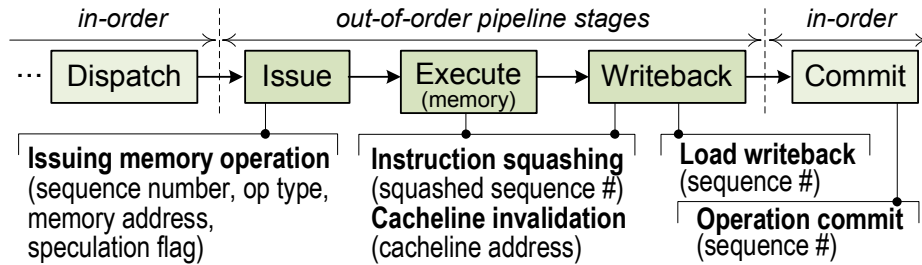 in-order
out-of-order pipeline stages
in-order
... Dispatch
Issue
Execute
(memory)
Writeback
Commit
Issuing memory operation
(sequence number, op type,
memory address,
speculation flag)
Instruction squashing
(squashed sequence #)
Cacheline invalidation
(cacheline address)
Load writeback
(sequence #)
Operation commit
(sequence #)